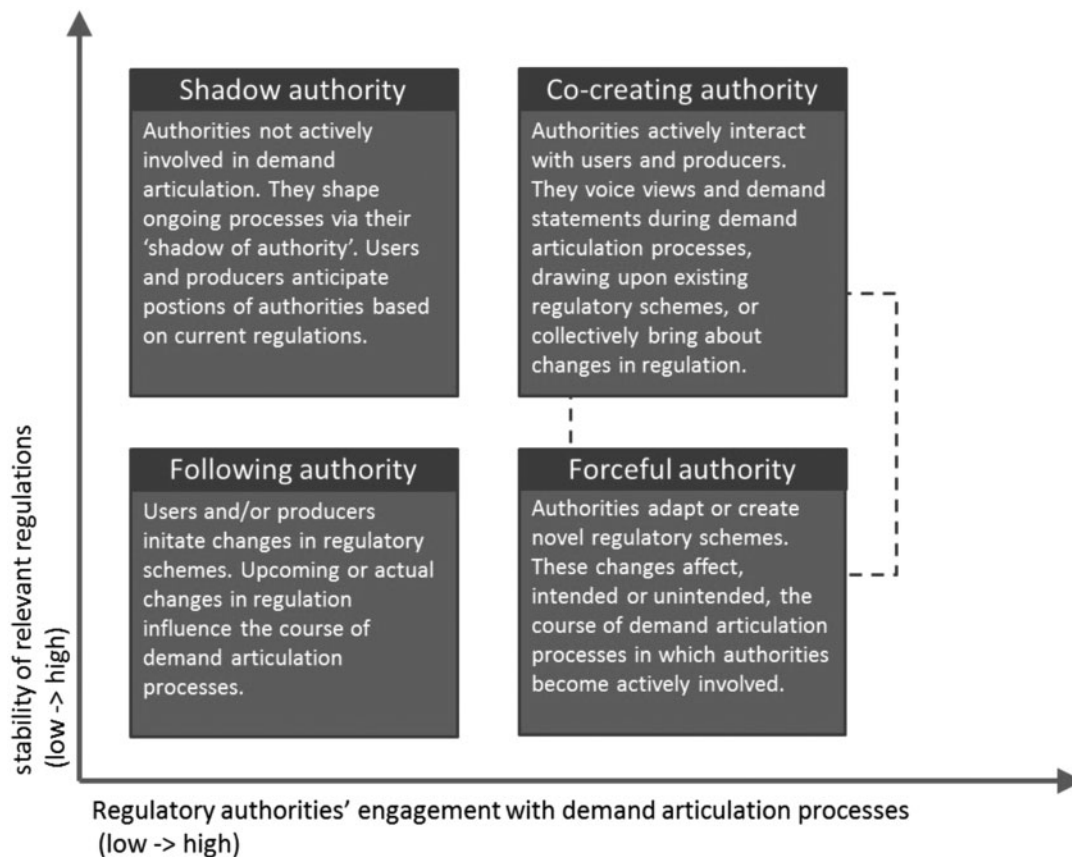 Shadow authority
Authorities not actively
involved in demand
articulation. They shape
ongoing processes via their
‘shadow of authority’. Users
and producers anticipate
postions of authorities based
on current regulations.
Co-creating authority
Authorities actively interact
with users and producers.
They voice views and demand
statements during demand
articulation processes,
drawing upon existing
regulatory schemes, or
collectively bring about
changes in regulation.
Following authority
Users and/or producers
initate changes in regulatory
schemes. Upcoming or actual
changes in regulation
influence the course of
demand articulation
processes.
Forceful authority
Authorities adapt or create
novel regulatory schemes.
These changes affect,
intended or unintended, the
course of demand articulation
processes in which authorities
become actively involved.
stability of relevant regulations
(low -> high)
Regulatory authorities’ engagement with demand articulation processes
(low -> high)